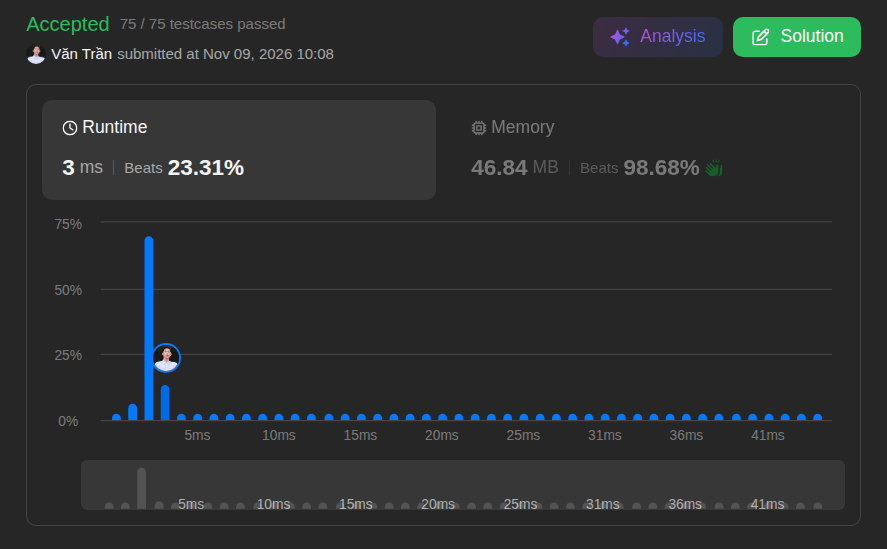 Accepted 75 / 75 testcases passed
Văn Trần submitted at Nov 09, 2026 10:08
Analysis
Solution
Runtime
3 ms Beats 23.31%
Memory
46.84 MB Beats 98.68%
75%
50%
25%
0%
5ms 10ms 15ms 20ms 25ms 31ms 36ms 41ms
5ms 10ms 15ms 20ms 25ms 31ms 36ms 41ms